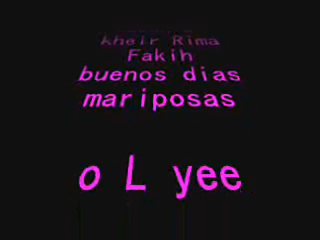 kheir Rima
Fakih
buenos dias
mariposas
o L yee